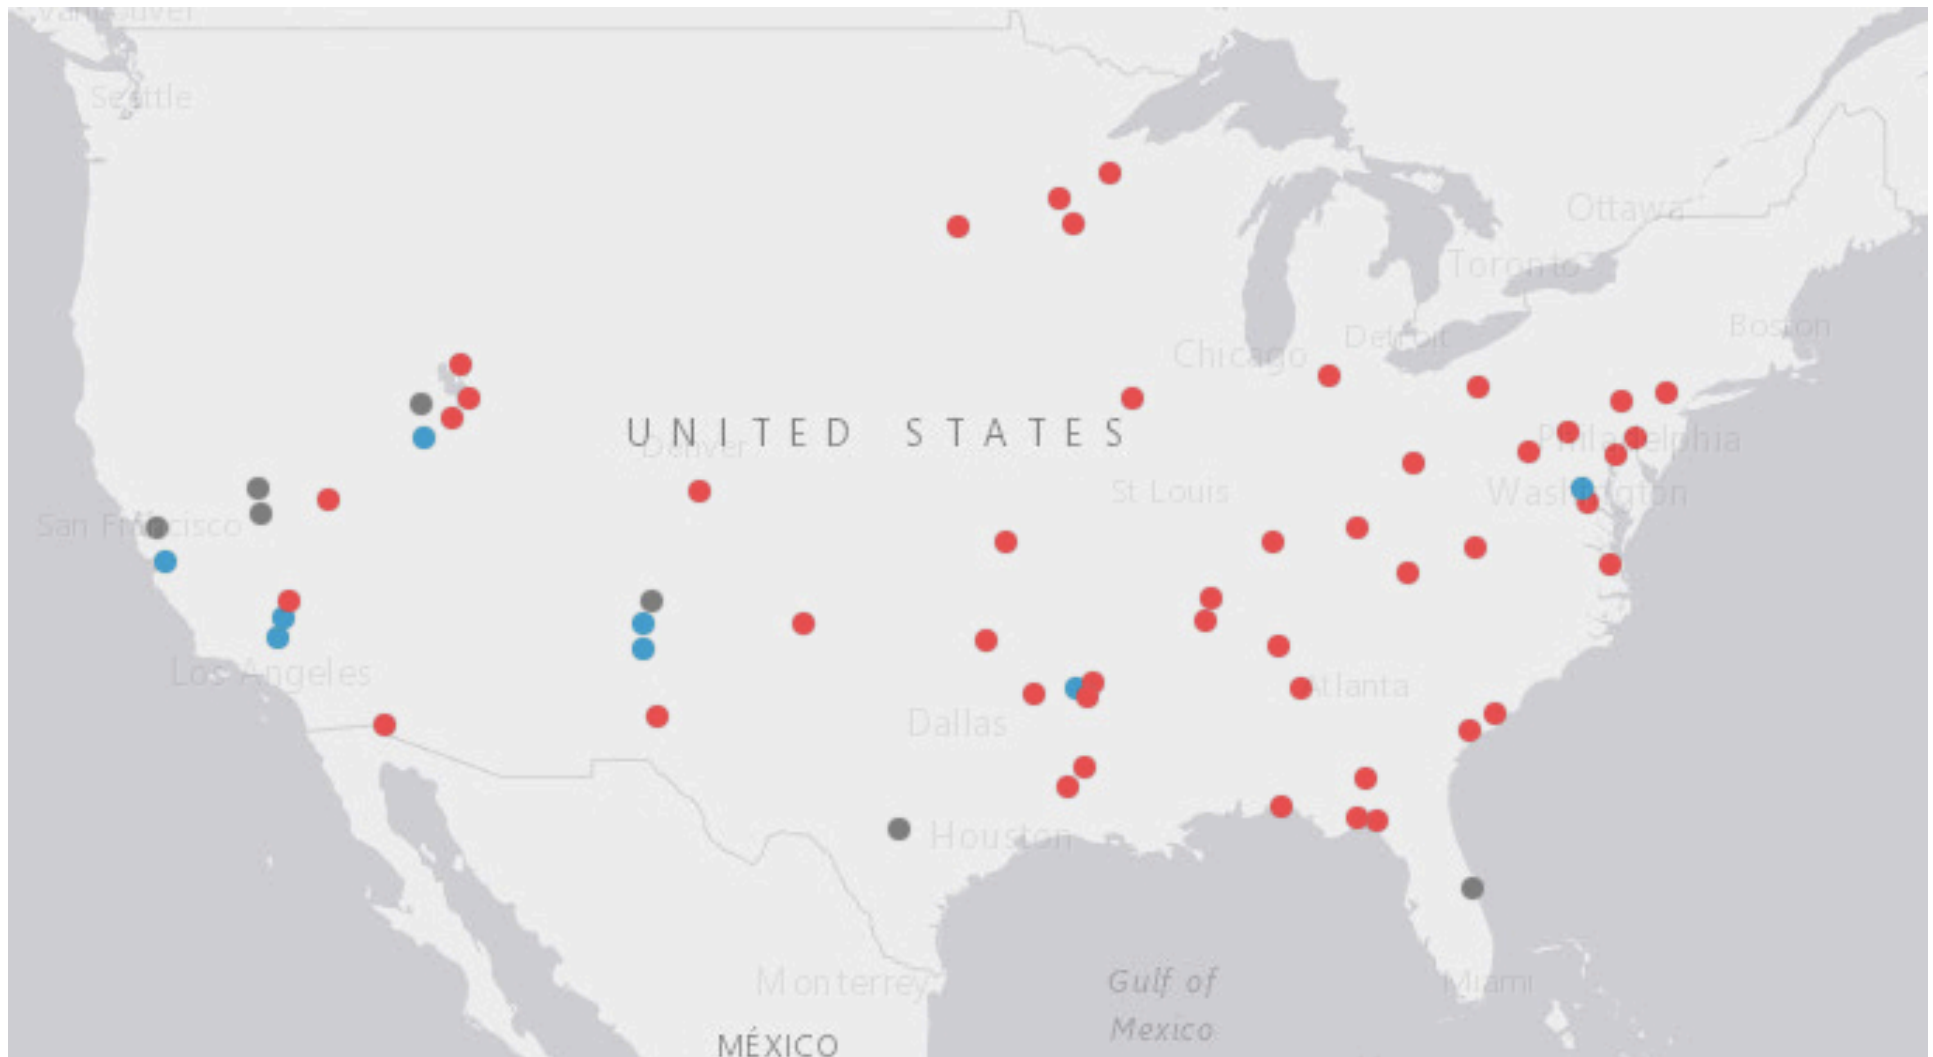 Vancouver
Seattle
Ottawa
Toronto
Boston
Detroit
Chicago
UNITED STATES
Denver
Philadelphia
St Louis
Washington
San Francisco
Los Angeles
Atlanta
Dallas
Houston
Monterrey
Gulf of
Mexico
Miami
MÉXICO